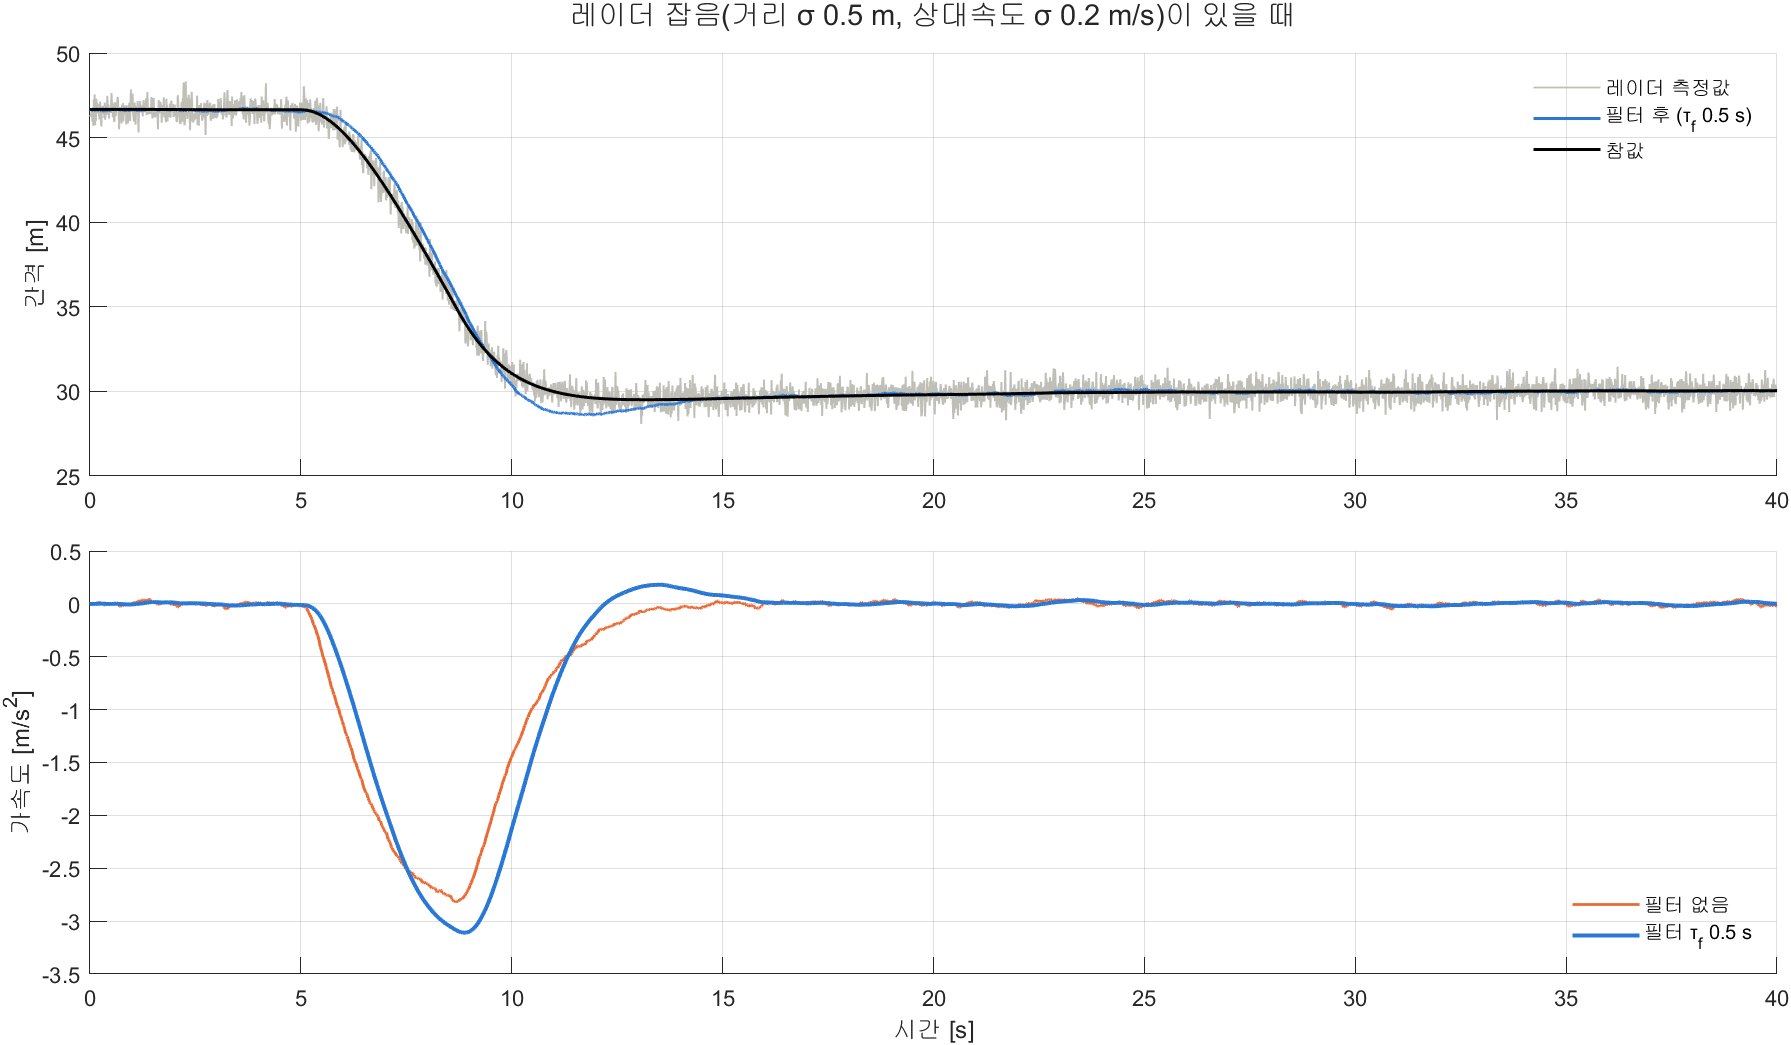 레이더 잡음(거리 σ 0.5 m, 상대속도 σ 0.2 m/s)이 있을 때
50
45
40
35
30
25
간격 [m]
레이더 측정값
필터 후 (τf 0.5 s)
참값
0 5 10 15 20 25 30 35 40
0.5
0
-0.5
-1
-1.5
-2
-2.5
-3
-3.5
가속도 [m/s2]
필터 없음
필터 τf 0.5 s
0 5 10 15 20 25 30 35 40
시간 [s]